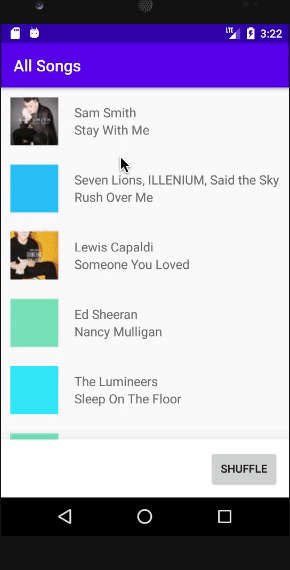 LTE 3:22
All Songs
Sam Smith
Stay With Me
Seven Lions, ILLENIUM, Said the Sky
Rush Over Me
Lewis Capaldi
Someone You Loved
Ed Sheeran
Nancy Mulligan
The Lumineers
Sleep On The Floor
SHUFFLE